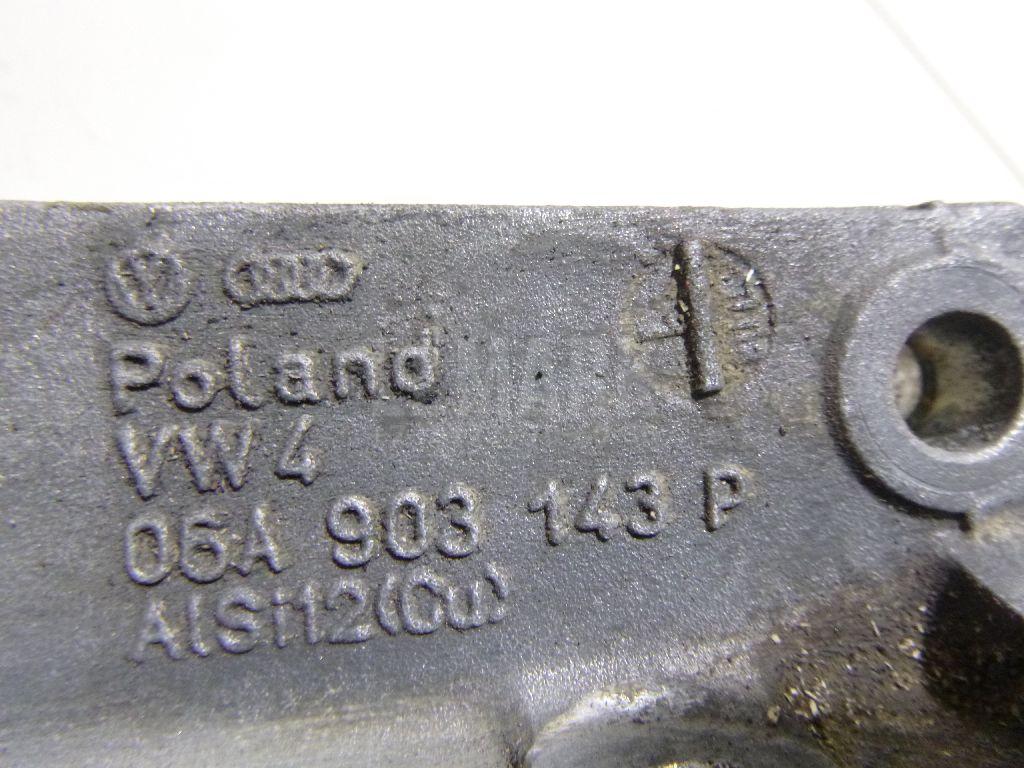 Poland
VW 4
06A 903 143 P
AlSi12(Cu)